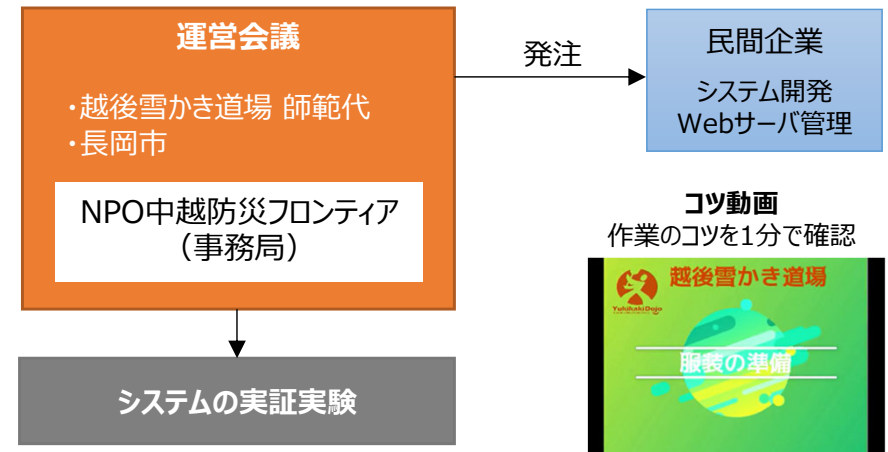 運営会議
・越後雪かき道場 師範代
・長岡市
NPO中越防災フロンティア
（事務局）
発注
民間企業
システム開発
Webサーバ管理
システムの実証実験
コツ動画
作業のコツを1分で確認
越後雪かき道場
Yukikaki Dojo
服装の準備